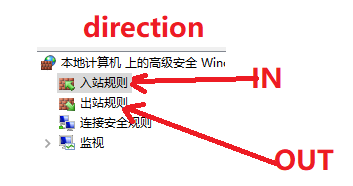 direction
本地计算机 上的高级安全 Wind
入站规则
IN
出站规则
连接安全规则
监视
OUT